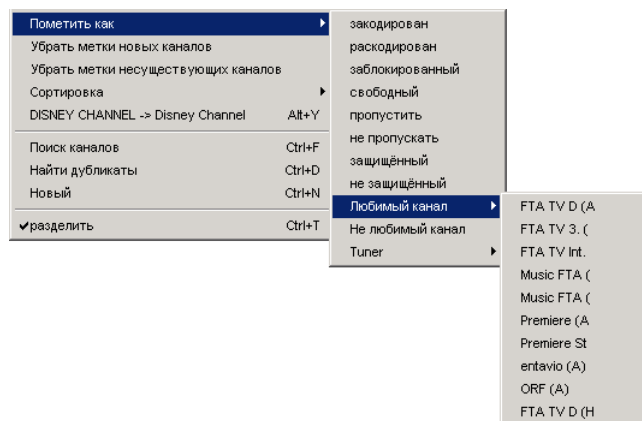 Пометить как
Убрать метки новых каналов
Убрать метки несуществующих каналов
Сортировка
DISNEY CHANNEL -> Disney Channel Alt+Y
Поиск каналов Ctrl+F
Найти дубликаты Ctrl+D
Новый Ctrl+N
разделить Ctrl+T
закодирован
раскодирован
заблокированный
свободный
пропустить
не пропускать
защищённый
не защищённый
Любимый канал
Не любимый канал
Tuner
FTA TV D (A
FTA TV 3. (
FTA TV Int.
Music FTA (
Music FTA (
Premiere (A
Premiere St
entavio (A)
ORF (A)
FTA TV D (H